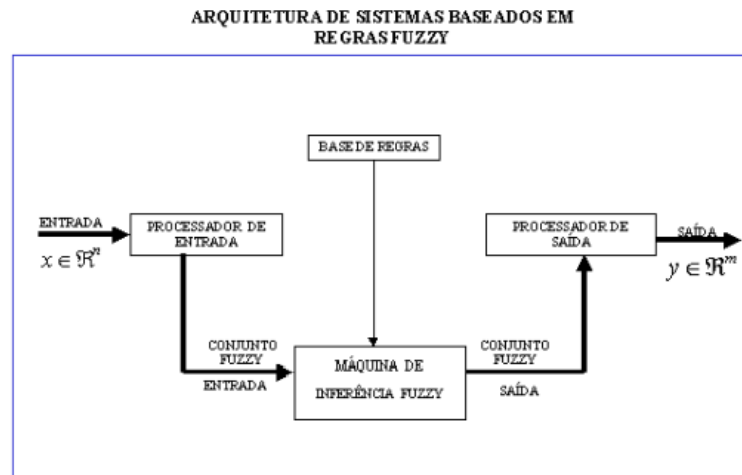 ARQUITETURA DE SISTEMAS BASEADOS EM
REGRAS FUZZY
BASE DE REGRAS
ENTRADA
x ∈ ℜⁿ
PROCESSADOR DE
ENTRADA
PROCESSADOR DE
SAÍDA
SAÍDA
y ∈ ℜᵐ
CONJUNTO
FUZZY
ENTRADA
MÁQUINA DE
INFERÊNCIA FUZZY
CONJUNTO
FUZZY
SAÍDA